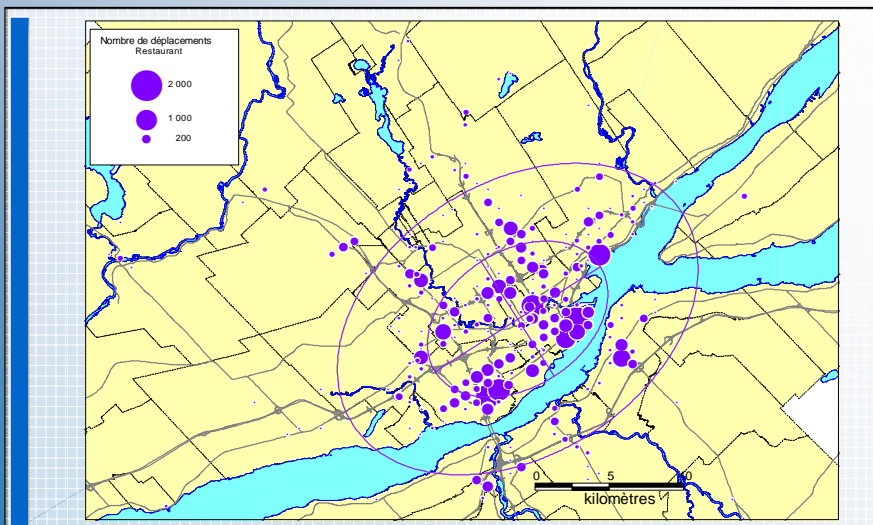 Nombre de déplacements
Restaurant
2 000
1 000
200
0 5 10
kilomètres